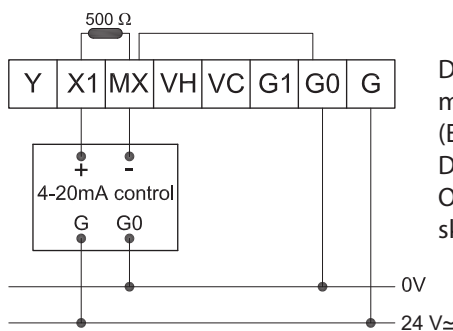 500 Ω
Y X1 MX VH VC G1 G0 G
+ -
4-20mA control
G G0
0V
24 V≂